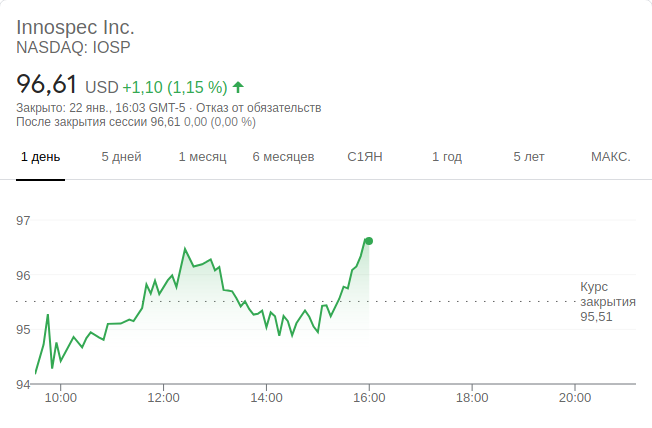 Innospec Inc.
NASDAQ: IOSP
96,61 USD +1,10 (1,15 %)
Закрыто: 22 янв., 16:03 GMT-5 · Отказ от обязательств
После закрытия сессии 96,61 0,00 (0,00 %)
1 день 5 дней 1 месяц 6 месяцев С1ЯН 1 год 5 лет МАКС.
97
96
95
94
Курс
закрытия
95,51
10:00 12:00 14:00 16:00 18:00 20:00